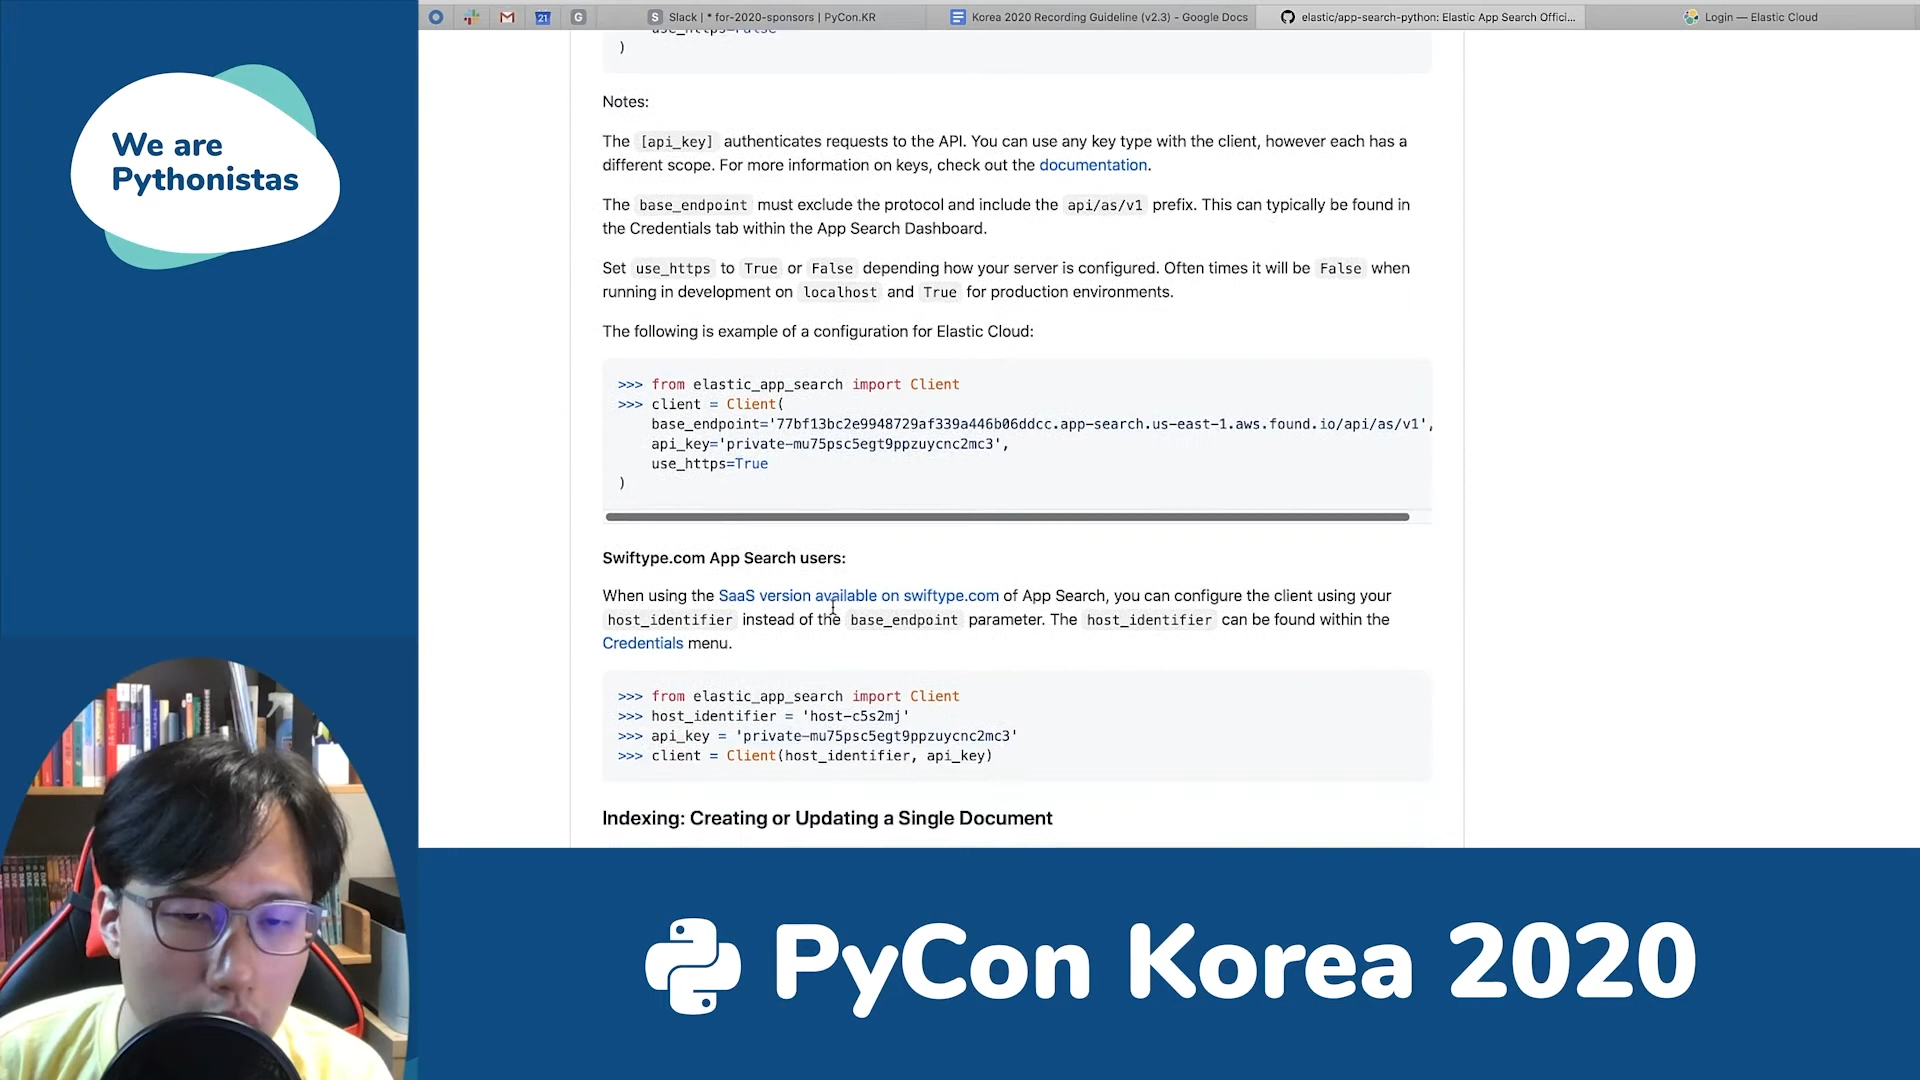 Slack | * for-2020-sponsors | PyCon.KR
Korea 2020 Recording Guideline (v2.3) - Google Docs
elastic/app-search-python: Elastic App Search Offici...
Login — Elastic Cloud
21
G
We are
Pythonistas
use_https=False
)
Notes:
The [api_key] authenticates requests to the API. You can use any key type with the client, however each has a
different scope. For more information on keys, check out the documentation.
The base_endpoint must exclude the protocol and include the api/as/v1 prefix. This can typically be found in
the Credentials tab within the App Search Dashboard.
Set use_https to True or False depending how your server is configured. Often times it will be False when
running in development on localhost and True for production environments.
The following is example of a configuration for Elastic Cloud:
>>> from elastic_app_search import Client
>>> client = Client(
base_endpoint='77bf13bc2e9948729af339a446b06ddcc.app-search.us-east-1.aws.found.io/api/as/v1',
api_key='private-mu75psc5egt9ppzuycnc2mc3',
use_https=True
)
Swiftype.com App Search users:
When using the SaaS version available on swiftype.com of App Search, you can configure the client using your
host_identifier instead of the base_endpoint parameter. The host_identifier can be found within the
Credentials menu.
>>> from elastic_app_search import Client
>>> host_identifier = 'host-c5s2mj'
>>> api_key = 'private-mu75psc5egt9ppzuycnc2mc3'
>>> client = Client(host_identifier, api_key)
Indexing: Creating or Updating a Single Document
PyCon Korea 2020